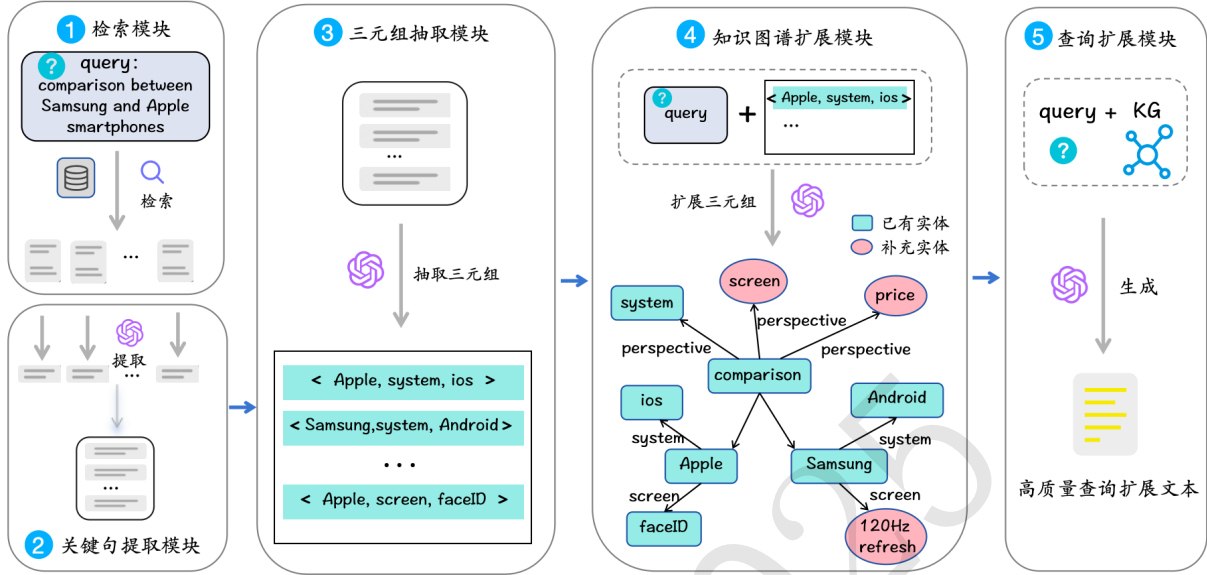 1 检索模块
? query:
comparison between
Samsung and Apple
smartphones
检索
...
提取
...
...
2 关键句提取模块
3 三元组抽取模块
...
抽取三元组
< Apple, system, ios >
< Samsung,system, Android >
...
< Apple, screen, faceID >
4 知识图谱扩展模块
? query
+
< Apple, system, ios >
...
扩展三元组
已有实体
补充实体
screen
system
price
perspective
perspective
perspective
comparison
ios
Android
system
system
Apple
Samsung
screen
screen
faceID
120Hz
refresh
5 查询扩展模块
query + KG
?
生成
高质量查询扩展文本
025